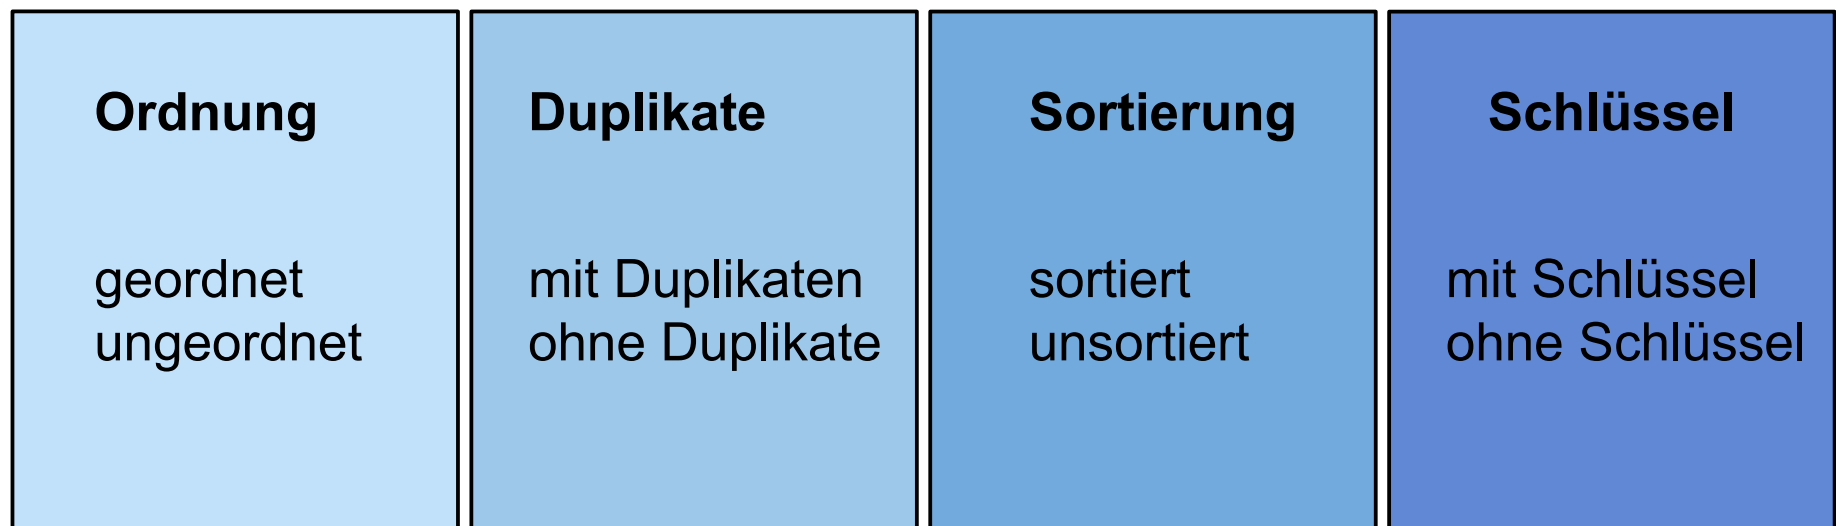 Ordnung
geordnet
ungeordnet
Duplikate
mit Duplikaten
ohne Duplikate
Sortierung
sortiert
unsortiert
Schlüssel
mit Schlüssel
ohne Schlüssel